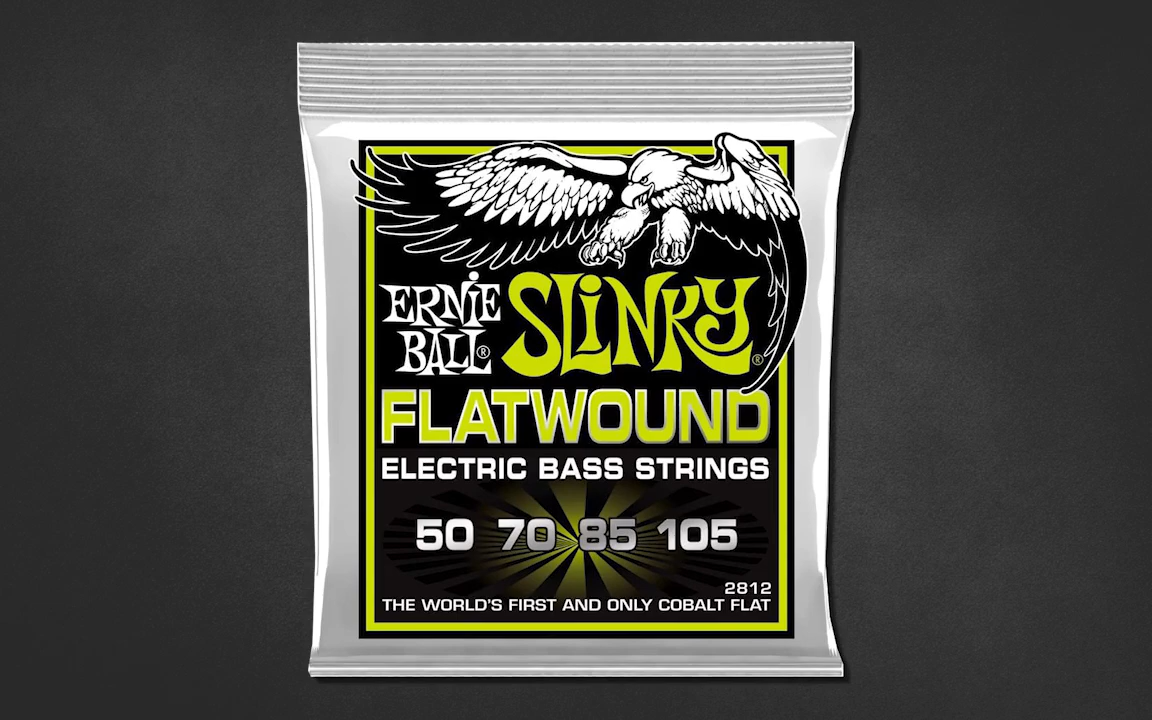 ERNIE BALL® SLINKY®
FLATWOUND
ELECTRIC BASS STRINGS
50 70 85 105
2812
THE WORLD'S FIRST AND ONLY COBALT FLAT